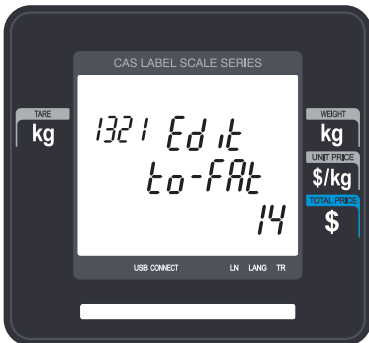 CAS LABEL SCALE SERIES
TARE
kg
1321 Edit
to-FAt
14
WEIGHT
kg
UNIT PRICE
$/kg
TOTAL PRICE
$
USB CONNECT LN LANG TR